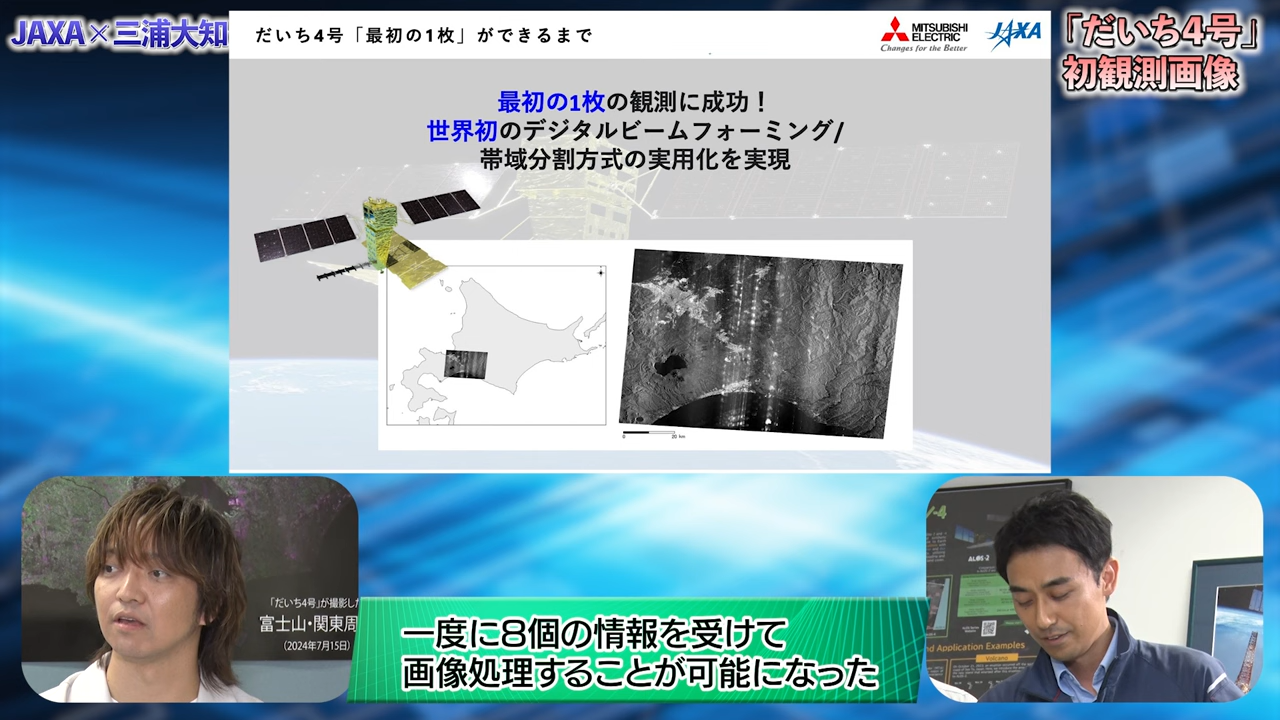 JAXA×三浦大知
だいち4号「最初の1枚」ができるまで
MITSUBISHI
ELECTRIC
Changes for the Better
JAXA
「だいち4号」
初観測画像
最初の1枚の観測に成功！
世界初のデジタルビームフォーミング/
帯域分割方式の実用化を実現
0 20 km
「だいち4号」が撮影した
富士山・関東周
（2024年7月15日）
ALOS-2
and Application Examples
Volcano
一度に8個の情報を受けて
画像処理することが可能になった